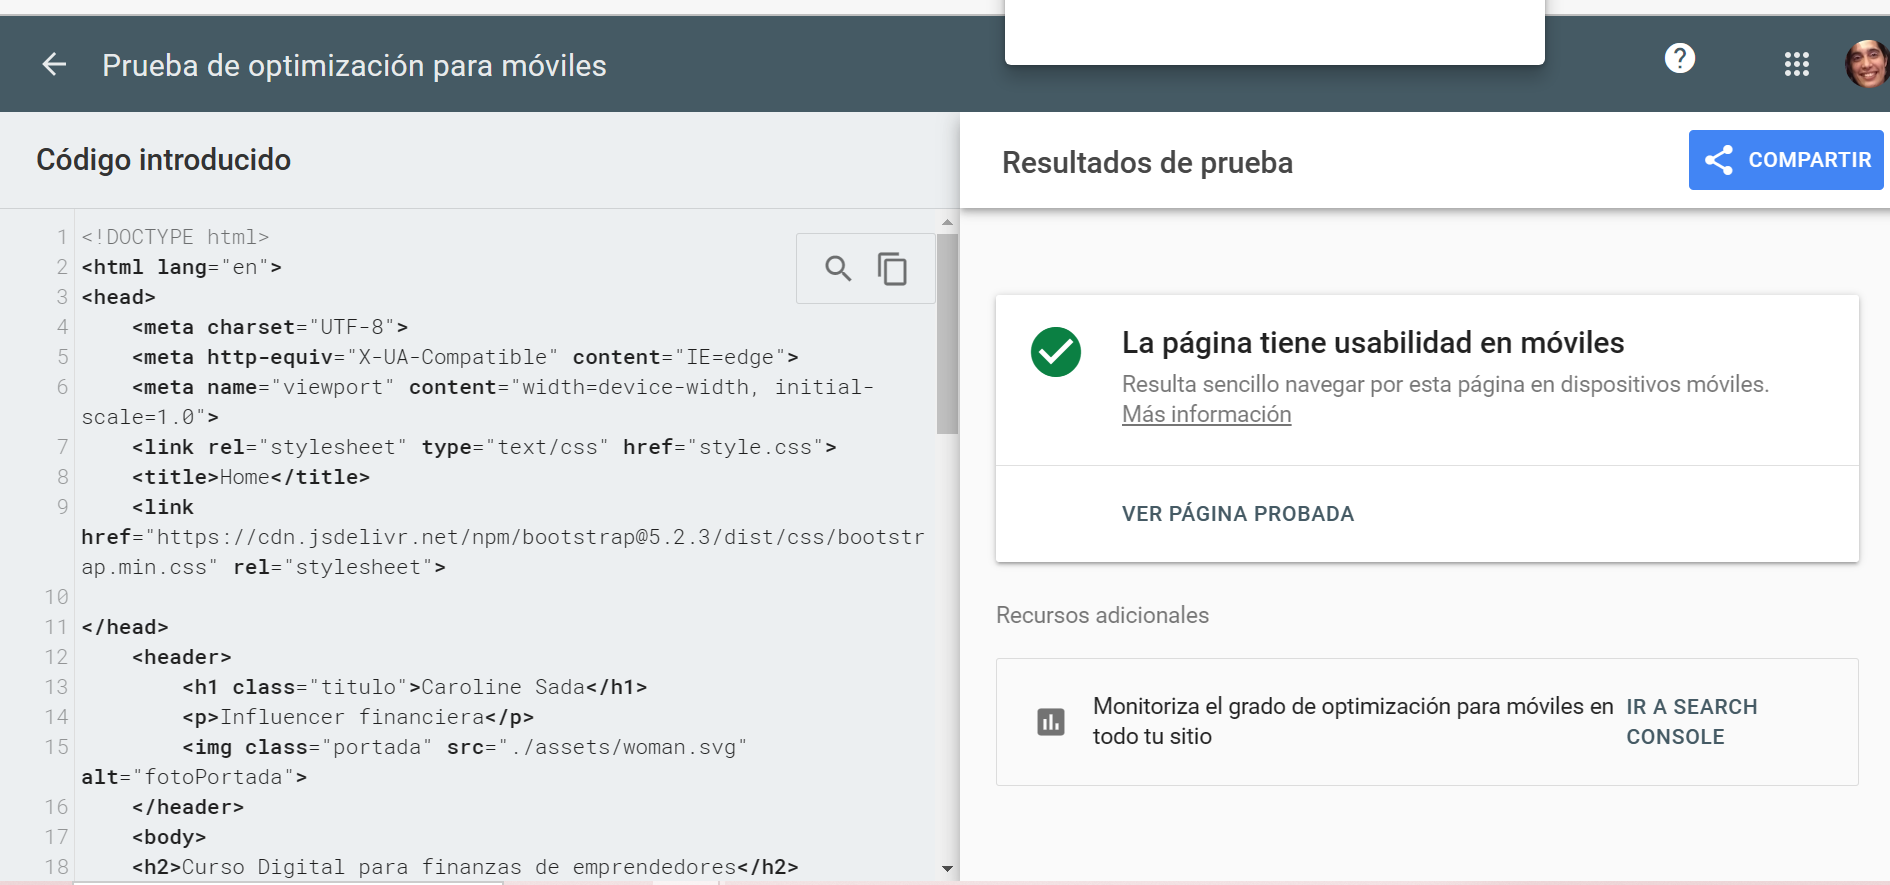 Prueba de optimización para móviles
?
Código introducido
1 <!DOCTYPE html>
2 <html lang="en">
3 <head>
4 <meta charset="UTF-8">
5 <meta http-equiv="X-UA-Compatible" content="IE=edge">
6 <meta name="viewport" content="width=device-width, initial-
scale=1.0">
7 <link rel="stylesheet" type="text/css" href="style.css">
8 <title>Home</title>
9 <link
href="https://cdn.jsdelivr.net/npm/bootstrap@5.2.3/dist/css/bootstr
ap.min.css" rel="stylesheet">
10
11 </head>
12 <header>
13 <h1 class="titulo">Caroline Sada</h1>
14 <p>Influencer financiera</p>
15 <img class="portada" src="./assets/woman.svg"
alt="fotoPortada">
16 </header>
17 <body>
18 <h2>Curso Digital para finanzas de emprendedores</h2>
Resultados de prueba
COMPARTIR
La página tiene usabilidad en móviles
Resulta sencillo navegar por esta página en dispositivos móviles.
Más información
VER PÁGINA PROBADA
Recursos adicionales
Monitoriza el grado de optimización para móviles en
todo tu sitio
IR A SEARCH
CONSOLE